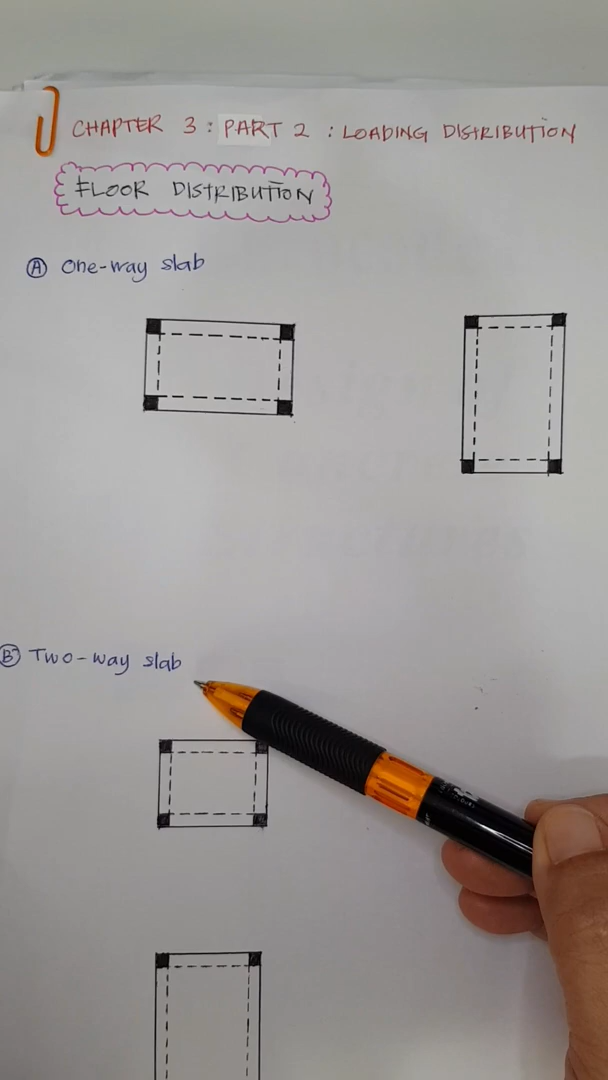 CHAPTER 3 : PART 2 : LOADING DISTRIBUTION
FLOOR DISTRIBUTION
A One-way slab
B Two-way slab